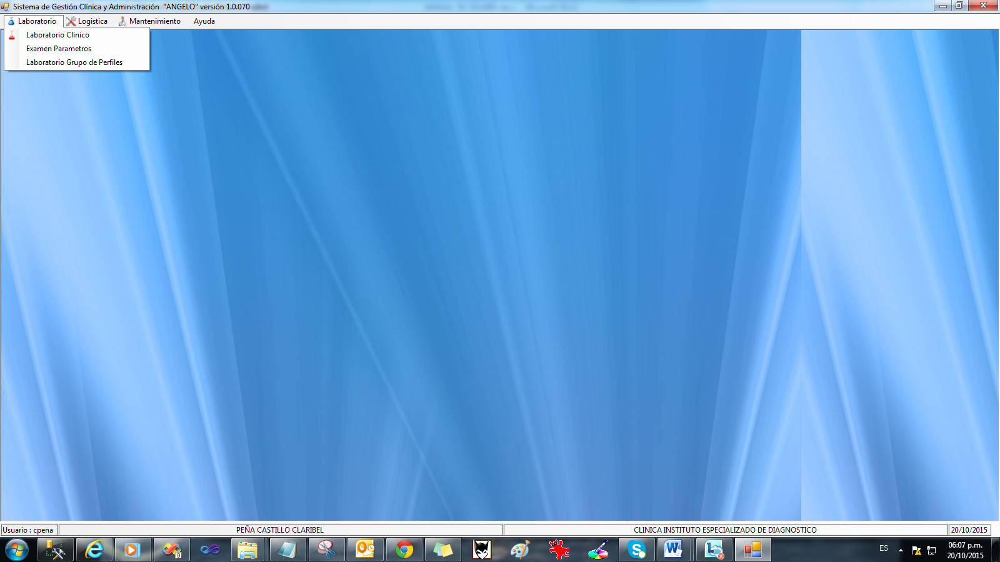 Sistema de Gestión Clínica y Administración "ANGELO" versión 1.0.070
Laboratorio Logistica Mantenimiento Ayuda
Laboratorio Clinico
Examen Parametros
Laboratorio Grupo de Perfiles
Usuario : cpena PEÑA CASTILLO CLARIBEL CLINICA INSTITUTO ESPECIALIZADO DE DIAGNOSTICO 20/10/2015
9
ES
06:07 p.m.
20/10/2015